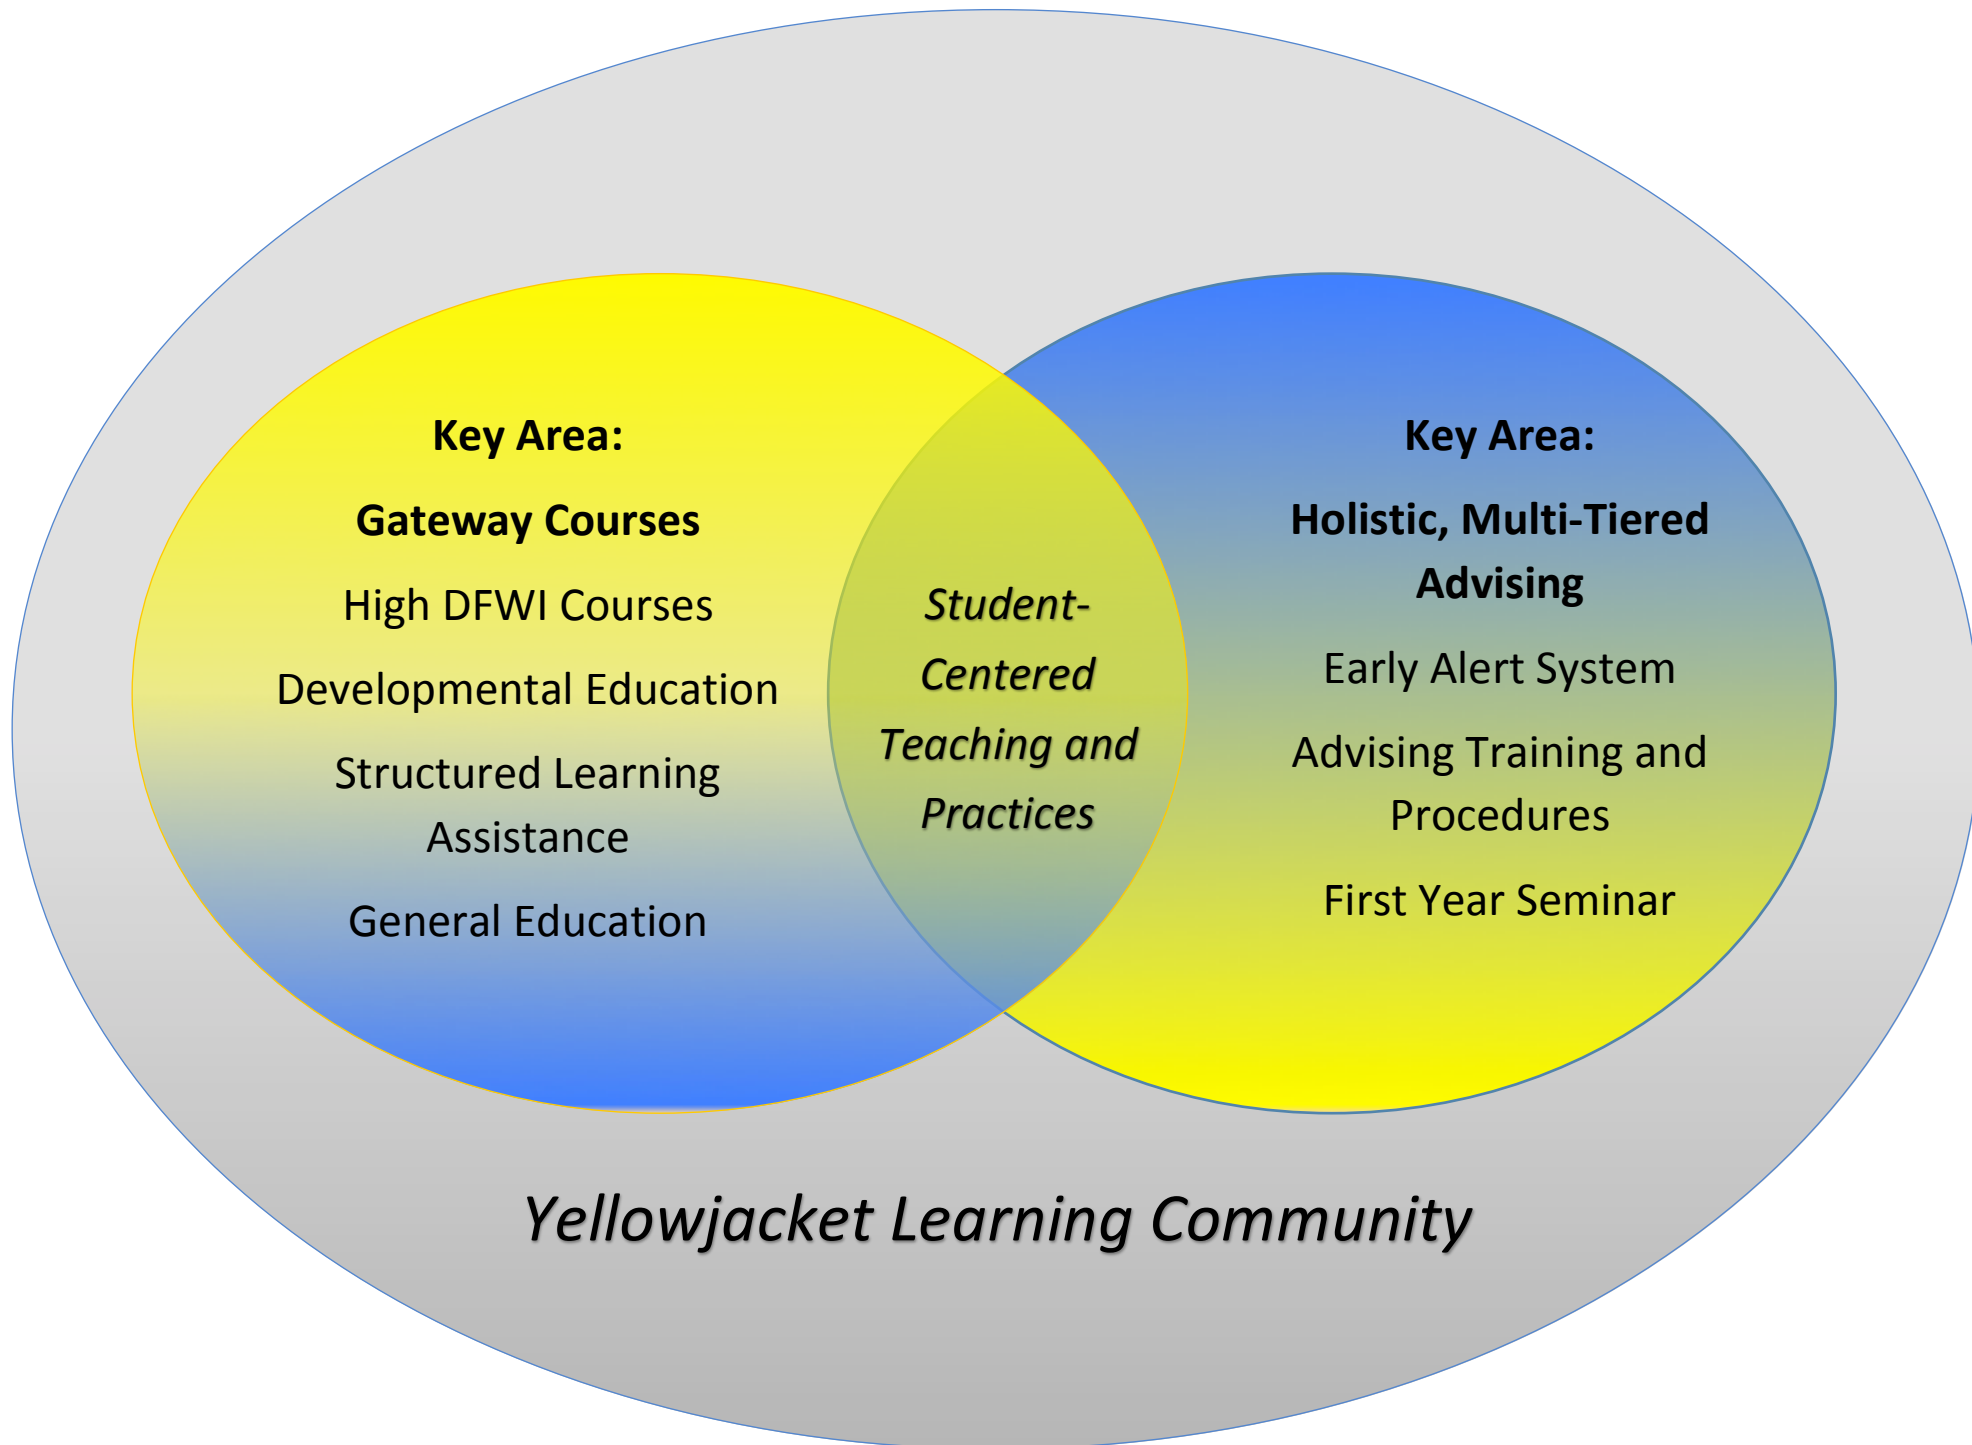 Key Area:
Gateway Courses
High DFWI Courses
Developmental Education
Structured Learning
Assistance
General Education
Student-
Centered
Teaching and
Practices
Key Area:
Holistic, Multi-Tiered
Advising
Early Alert System
Advising Training and
Procedures
First Year Seminar
Yellowjacket Learning Community